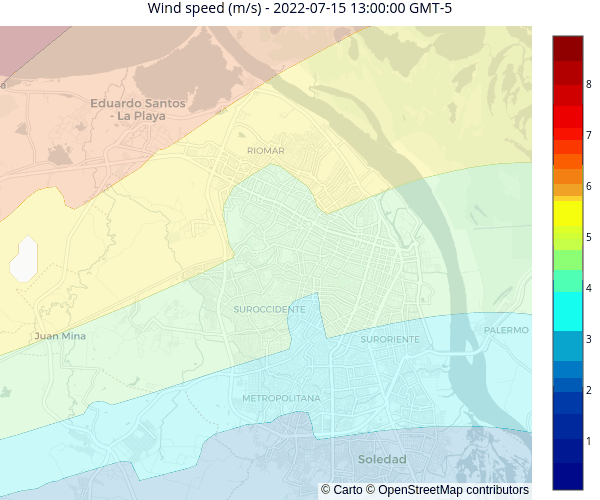 Wind speed (m/s) - 2022-07-15 13:00:00 GMT-5
a
Eduardo Santos
- La Playa
RIOMAR
SUROCCIDENTE
Juan Mina
SURORIENTE
PALERMO
METROPOLITANA
Soledad
© Carto © OpenStreetMap contributors
8
7
6
5
4
3
2
1